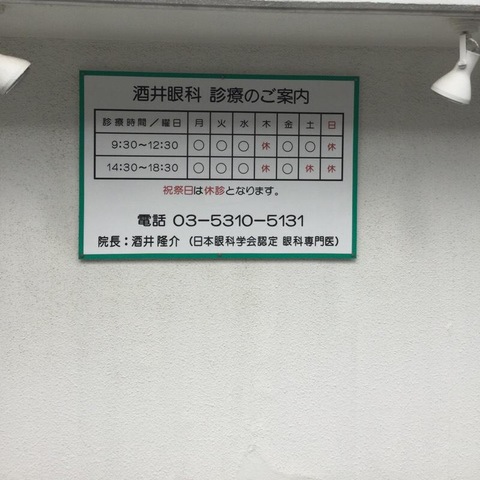 酒井眼科 診療のご案内
診療時間／曜日 月 火 水 木 金 土 日
9:30〜12:30 ○ ○ ○ 休 ○ ○ 休
14:30〜18:30 ○ ○ ○ 休 ○ 休 休
祝祭日は休診となります。
電話 03-5310-5131
院長：酒井 隆介 （日本眼科学会認定 眼科専門医）